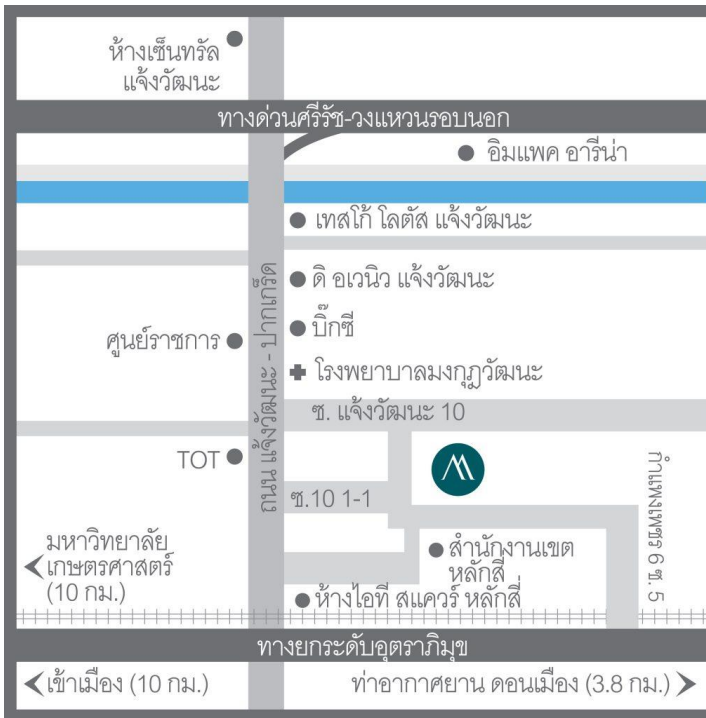 ห้างเซ็นทรัล
แจ้งวัฒนะ
ทางด่วนศรีรัช-วงแหวนรอบนอก
อิมแพค อารีน่า
เทสโก้ โลตัส แจ้งวัฒนะ
ดิ อเวนิว แจ้งวัฒนะ
บิ๊กซี
ศูนย์ราชการ
ถนน แจ้งวัฒนะ - ปากเกร็ด
โรงพยาบาลมงกุฎวัฒนะ
ซ. แจ้งวัฒนะ 10
TOT
ซ.10 1-1
กำแพงเพชร 6 ซ. 5
มหาวิทยาลัย
เกษตรศาสตร์
(10 กม.)
สำนักงานเขต
หลักสี่
ห้างไอที สแควร์ หลักสี่
ทางยกระดับอุตราภิมุข
เข้าเมือง (10 กม.)
ท่าอากาศยาน ดอนเมือง (3.8 กม.)